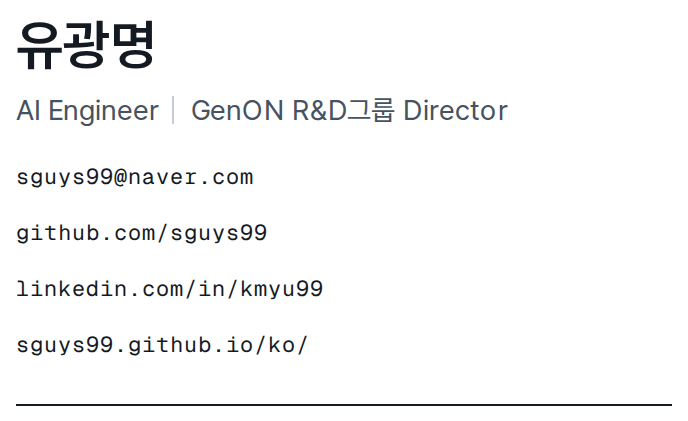 유광명
AI Engineer | GenON R&D그룹 Director
sguys99@naver.com
github.com/sguys99
linkedin.com/in/kmyu99
sguys99.github.io/ko/